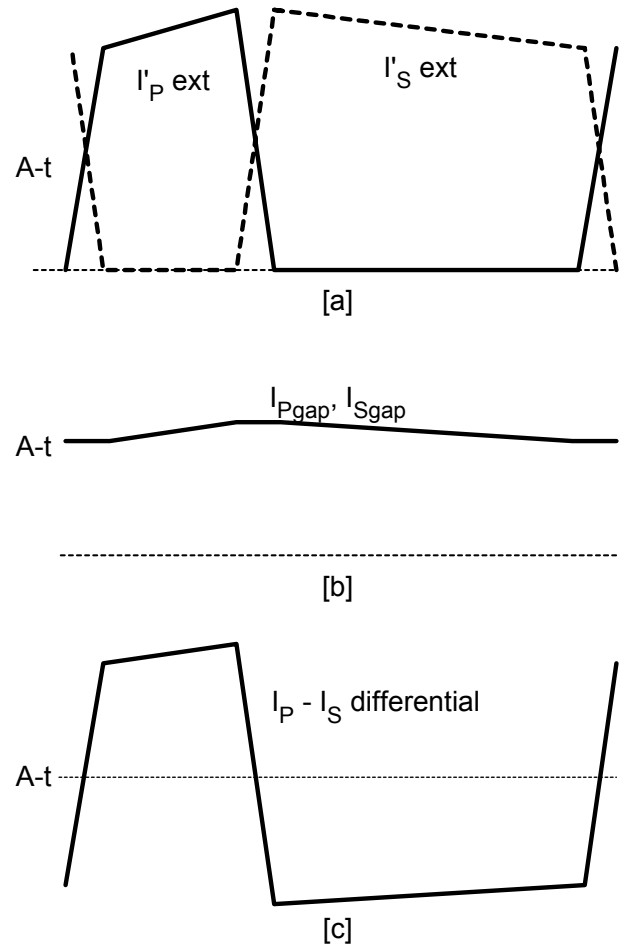 I'P ext
I'S ext
A-t
[a]
IPgap, ISgap
A-t
[b]
IP - IS differential
A-t
[c]